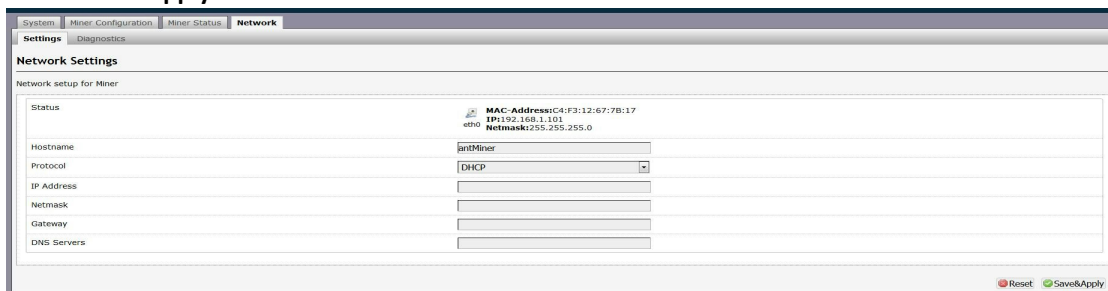 System Miner Configuration Miner Status Network
Settings Diagnostics
Network Settings
Network setup for Miner
Status
MAC-Address:C4:F3:12:67:7B:17
IP:192.168.1.101
eth0 Netmask:255.255.255.0
Hostname antMiner
Protocol DHCP
IP Address
Netmask
Gateway
DNS Servers
Reset Save&Apply